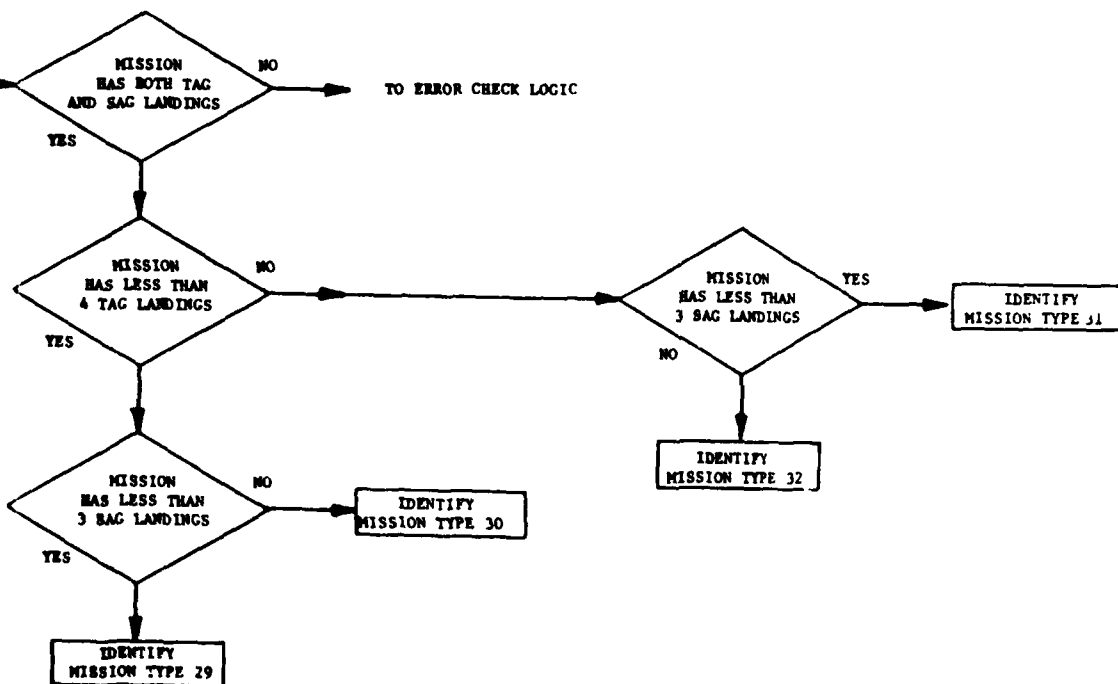 MISSION
HAS BOTH TAG
AND SAG LANDINGS
NO
TO ERROR CHECK LOGIC
YES
MISSION
HAS LESS THAN
4 TAG LANDINGS
NO
YES
MISSION
HAS LESS THAN
3 SAG LANDINGS
YES
NO
IDENTIFY
MISSION TYPE 31
IDENTIFY
MISSION TYPE 32
MISSION
HAS LESS THAN
3 SAG LANDINGS
NO
YES
IDENTIFY
MISSION TYPE 30
IDENTIFY
MISSION TYPE 29